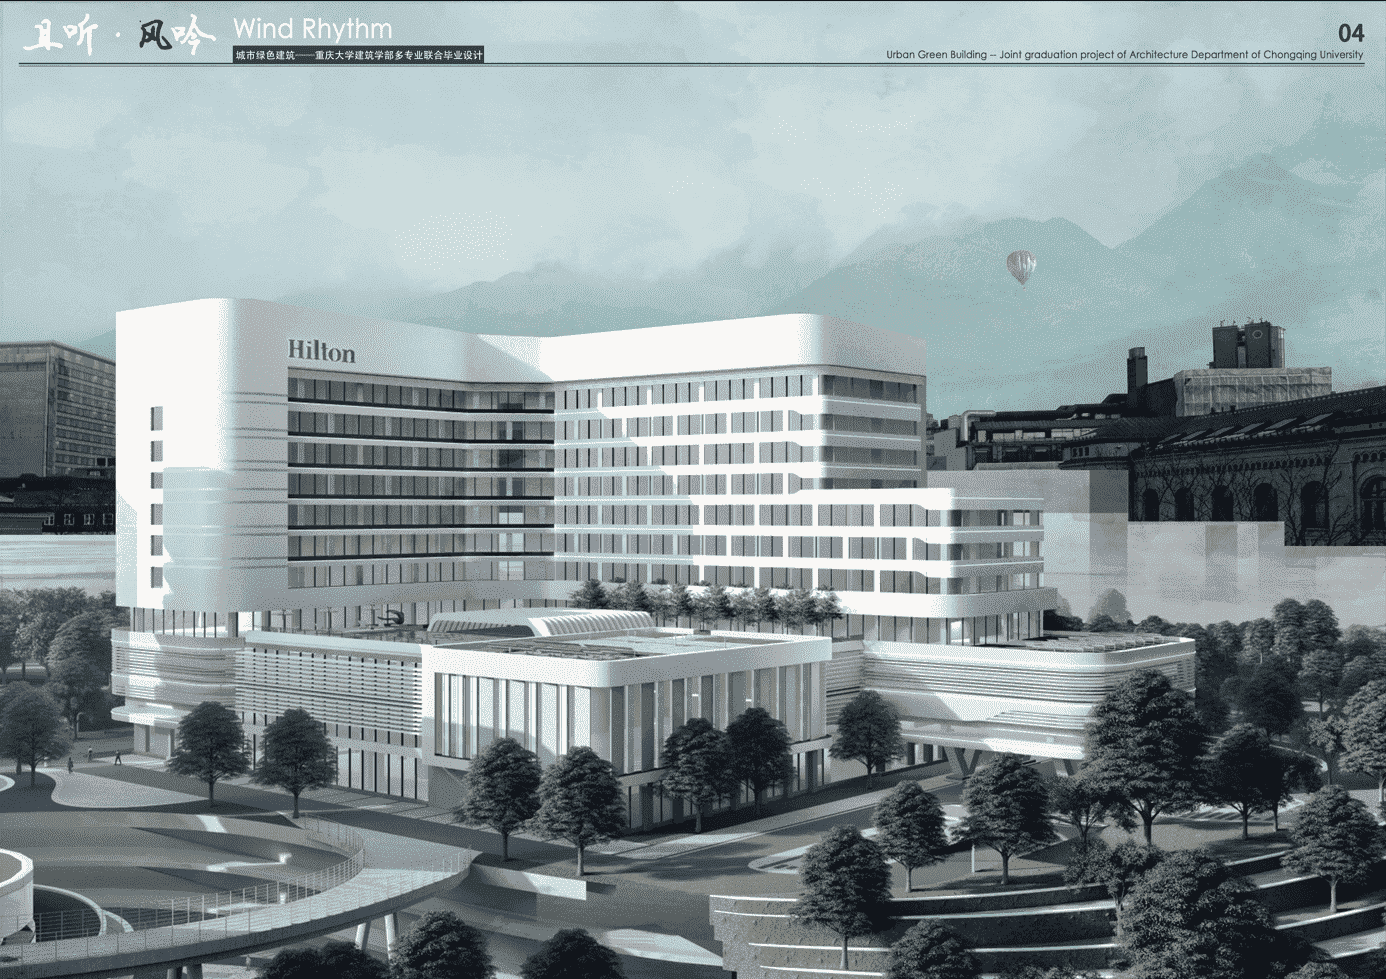 且听·风吟 Wind Rhythm
城市绿色建筑——重庆大学建筑学部多专业联合毕业设计
04
Urban Green Building -- Joint graduation project of Architecture Department of Chongqing University
Hilton